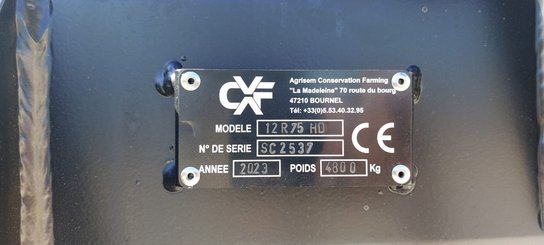 CVF
Agrisem Conservation Farming
"La Madeleine" 70 route du bourg
47210 BOURNEL
Tél: +33(0)5.53.40.32.95
MODELE 12R75 HD
N° DE SERIE SC2537
CE
ANNEE 2023 POIDS 4800 Kg